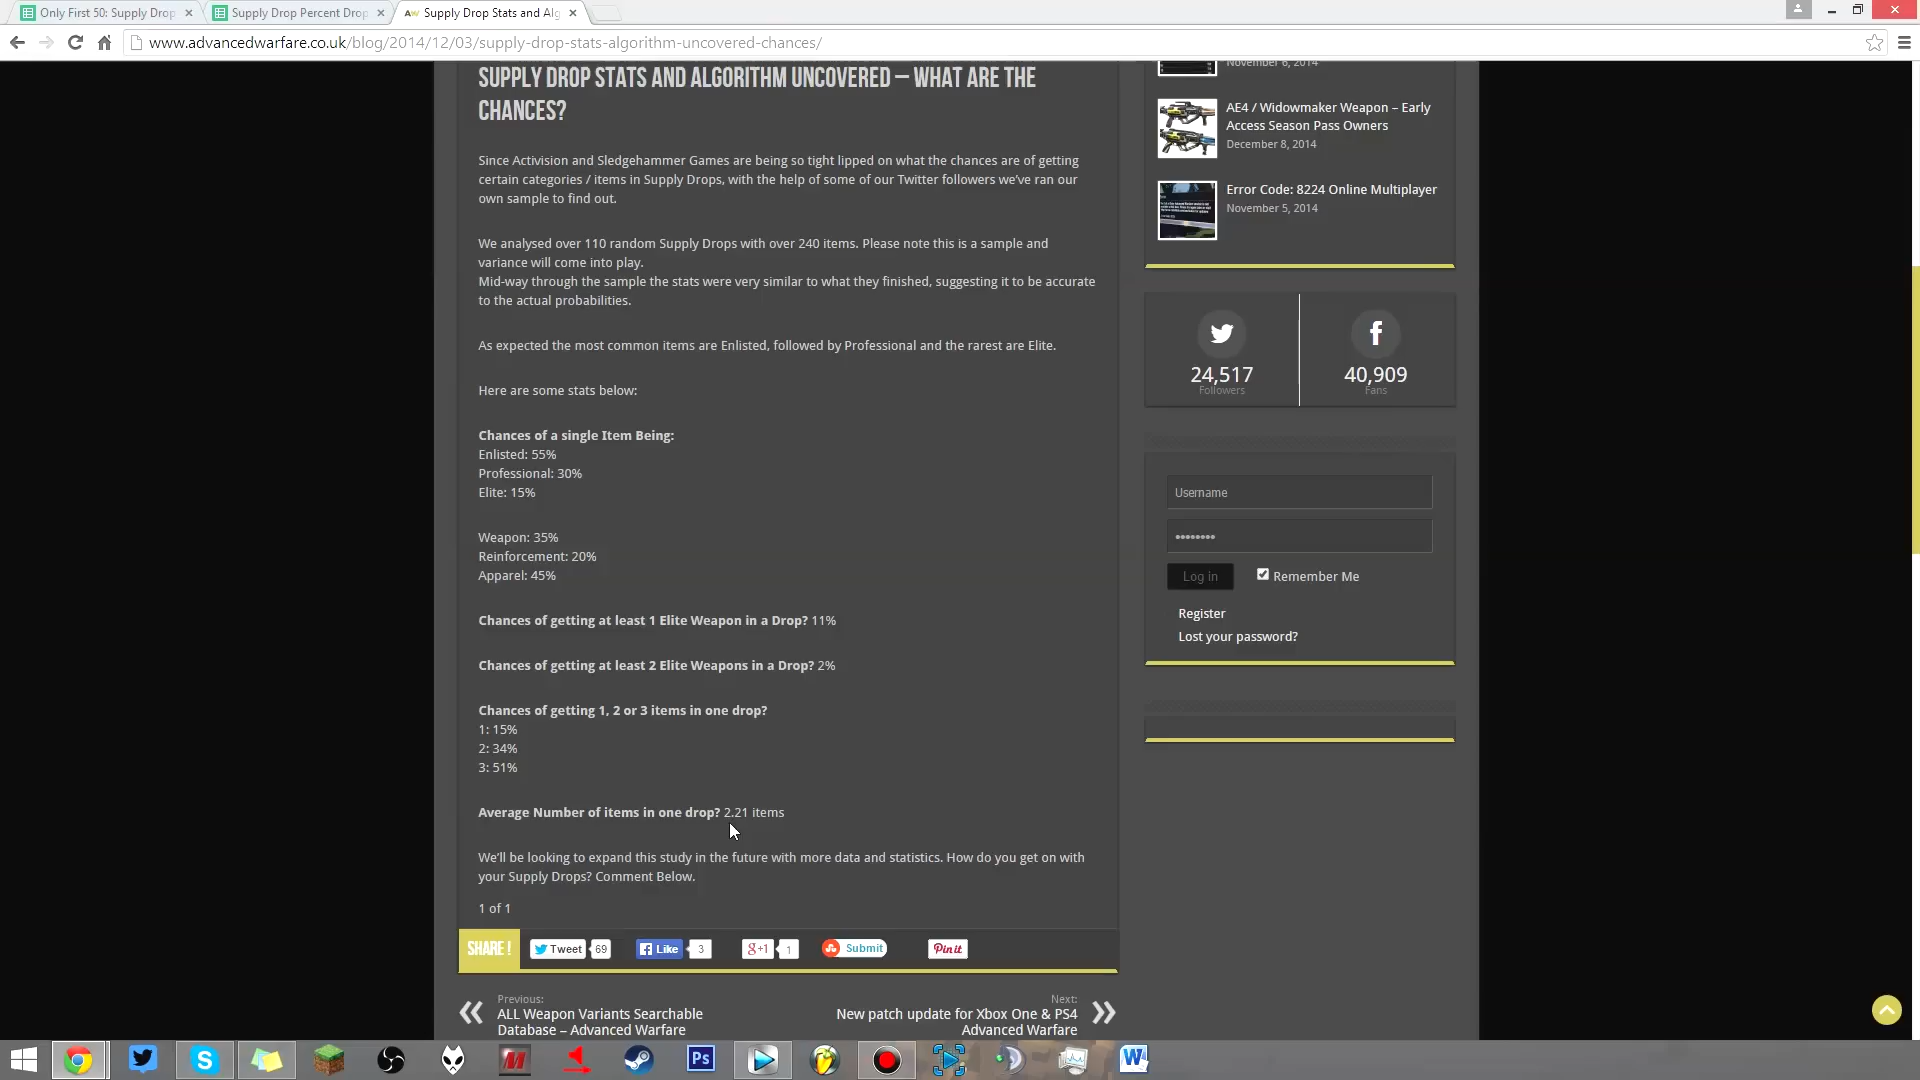 Only First 50: Supply Drop
Supply Drop Percent Drop
Supply Drop Stats and Alg
www.advancedwarfare.co.uk/blog/2014/12/03/supply-drop-stats-algorithm-uncovered-chances/
SUPPLY DROP STATS AND ALGORITHM UNCOVERED – WHAT ARE THE
CHANCES?
Since Activision and Sledgehammer Games are being so tight lipped on what the chances are of getting
certain categories / items in Supply Drops, with the help of some of our Twitter followers we've ran our
own sample to find out.
We analysed over 110 random Supply Drops with over 240 items. Please note this is a sample and
variance will come into play.
Mid-way through the sample the stats were very similar to what they finished, suggesting it to be accurate
to the actual probabilities.
As expected the most common items are Enlisted, followed by Professional and the rarest are Elite.
Here are some stats below:
Chances of a single Item Being:
Enlisted: 55%
Professional: 30%
Elite: 15%
Weapon: 35%
Reinforcement: 20%
Apparel: 45%
Chances of getting at least 1 Elite Weapon in a Drop? 11%
Chances of getting at least 2 Elite Weapons in a Drop? 2%
Chances of getting 1, 2 or 3 items in one drop?
1: 15%
2: 34%
3: 51%
Average Number of items in one drop? 2.21 items
We'll be looking to expand this study in the future with more data and statistics. How do you get on with
your Supply Drops? Comment Below.
1 of 1
SHARE !
Tweet 69
Like 3
g+1 1
Submit
Pin it
Previous:
ALL Weapon Variants Searchable
Database – Advanced Warfare
Next:
New patch update for Xbox One & PS4
Advanced Warfare
November 6, 2014
AE4 / Widowmaker Weapon – Early
Access Season Pass Owners
December 8, 2014
Error Code: 8224 Online Multiplayer
November 5, 2014
24,517
Followers
40,909
Fans
Username
••••••••
Log in
Remember Me
Register
Lost your password?